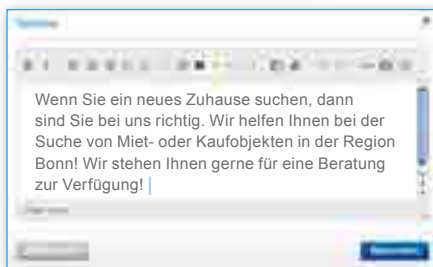 Wenn Sie ein neues Zuhause suchen, dann
sind Sie bei uns richtig. Wir helfen Ihnen bei der
Suche von Miet- oder Kaufobjekten in der Region
Bonn! Wir stehen Ihnen gerne für eine Beratung
zur Verfügung!